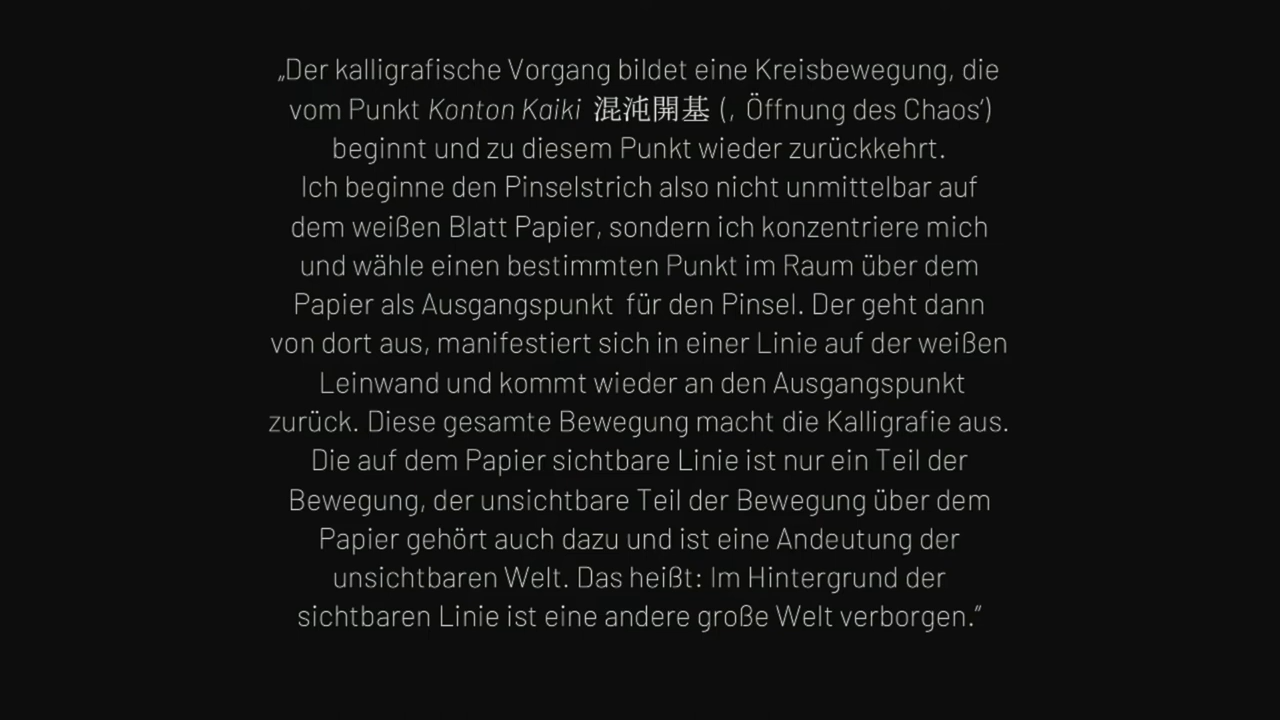 „Der kalligrafische Vorgang bildet eine Kreisbewegung, die
vom Punkt Konton Kaiki 混沌開基 (‚ Öffnung des Chaos‘)
beginnt und zu diesem Punkt wieder zurückkehrt.
Ich beginne den Pinselstrich also nicht unmittelbar auf
dem weißen Blatt Papier, sondern ich konzentriere mich
und wähle einen bestimmten Punkt im Raum über dem
Papier als Ausgangspunkt für den Pinsel. Der geht dann
von dort aus, manifestiert sich in einer Linie auf der weißen
Leinwand und kommt wieder an den Ausgangspunkt
zurück. Diese gesamte Bewegung macht die Kalligrafie aus.
Die auf dem Papier sichtbare Linie ist nur ein Teil der
Bewegung, der unsichtbare Teil der Bewegung über dem
Papier gehört auch dazu und ist eine Andeutung der
unsichtbaren Welt. Das heißt: Im Hintergrund der
sichtbaren Linie ist eine andere große Welt verborgen.“